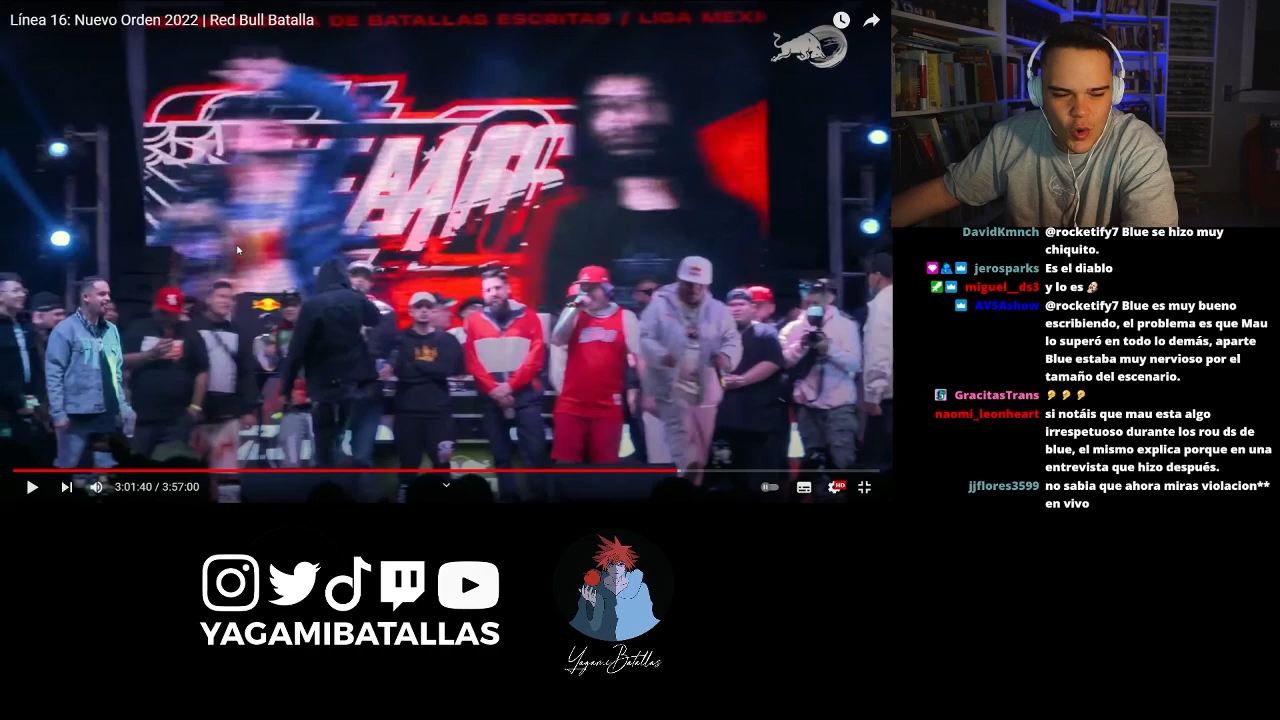 Línea 16: Nuevo Orden 2022 | Red Bull Batalla
DE BATALLAS ESCRITAS / LIGA
DavidKmnch @rocketify7 Blue se hizo muy
chiquito.
jerosparks Es el diablo
miguel__ds3 y lo es
AV3Ashow @rocketify7 Blue es muy bueno
escribiendo, el problema es que Mau
lo superó en todo lo demás, aparte
Blue estaba muy nervioso por el
tamaño del escenario.
GracitasTrans
naomi_leonheart si notáis que mau esta algo
irrespetuoso durante los rou ds de
blue, el mismo explica porque en una
entrevista que hizo después.
jjflores3599 no sabia que ahora miras violacion**
en vivo
3:01:40 / 3:57:00
HD
YAGAMIBATALLAS
YagamiBatallas